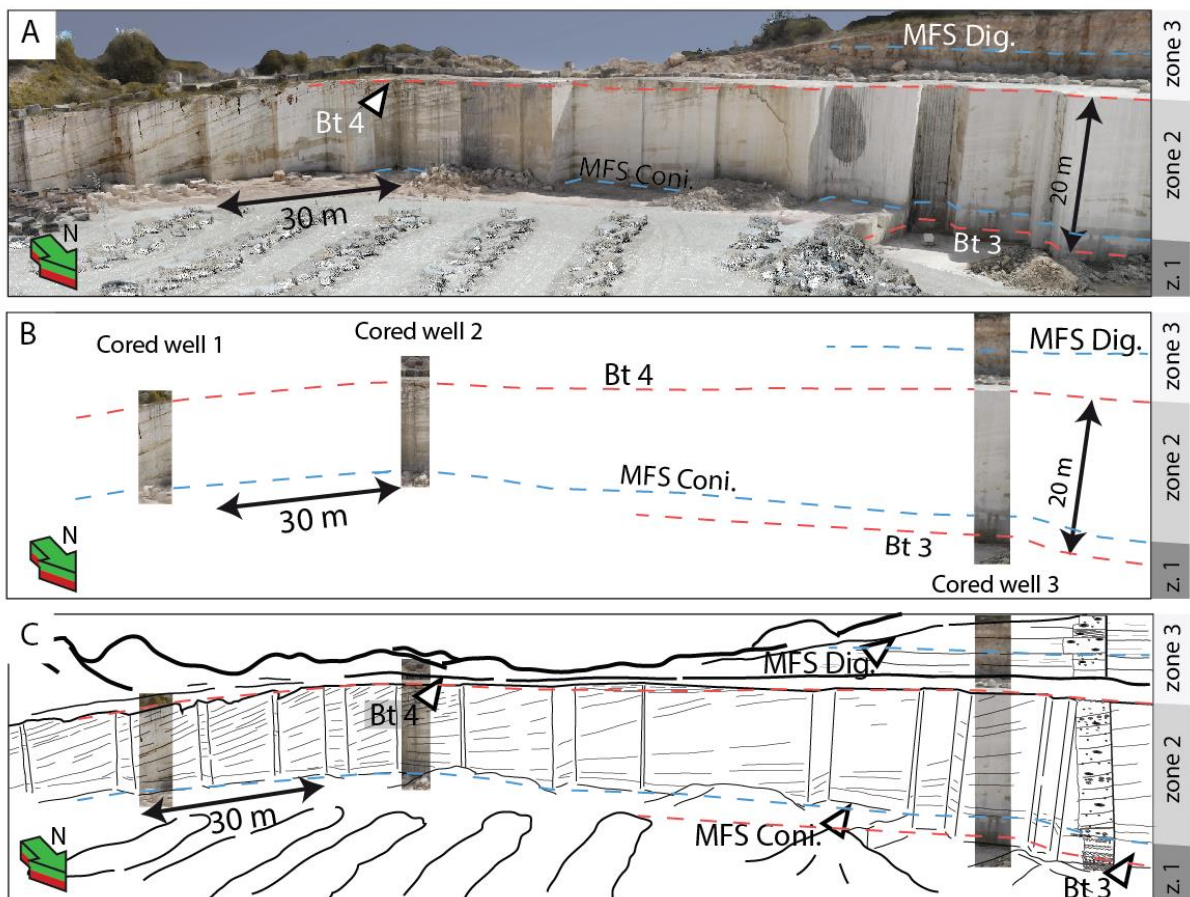 A
MFS Dig.
Bt 4
MFS Coni.
30 m
20 m
Bt 3
N
zone 3
zone 2
z. 1
B
Cored well 1
Cored well 2
MFS Dig.
Bt 4
MFS Coni.
30 m
20 m
Bt 3
Cored well 3
N
zone 3
zone 2
z. 1
C
MFS Dig.
Bt 4
30 m
MFS Coni.
Bt 3
N
zone 3
zone 2
z. 1